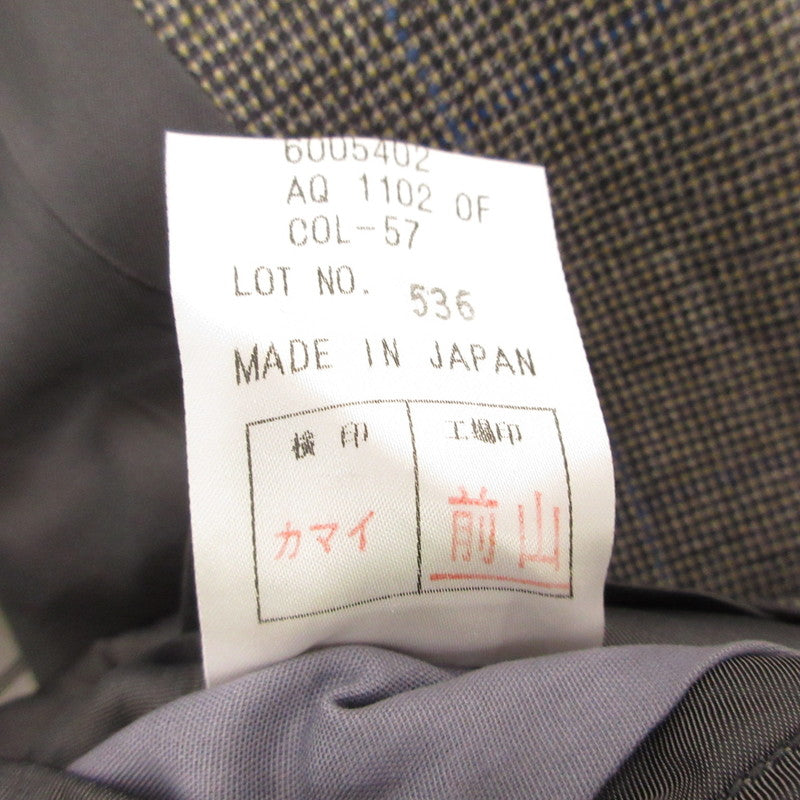 6005402
AQ 1102 OF
COL-57
LOT NO. 536
MADE IN JAPAN
検印 工場印
カマイ 前山